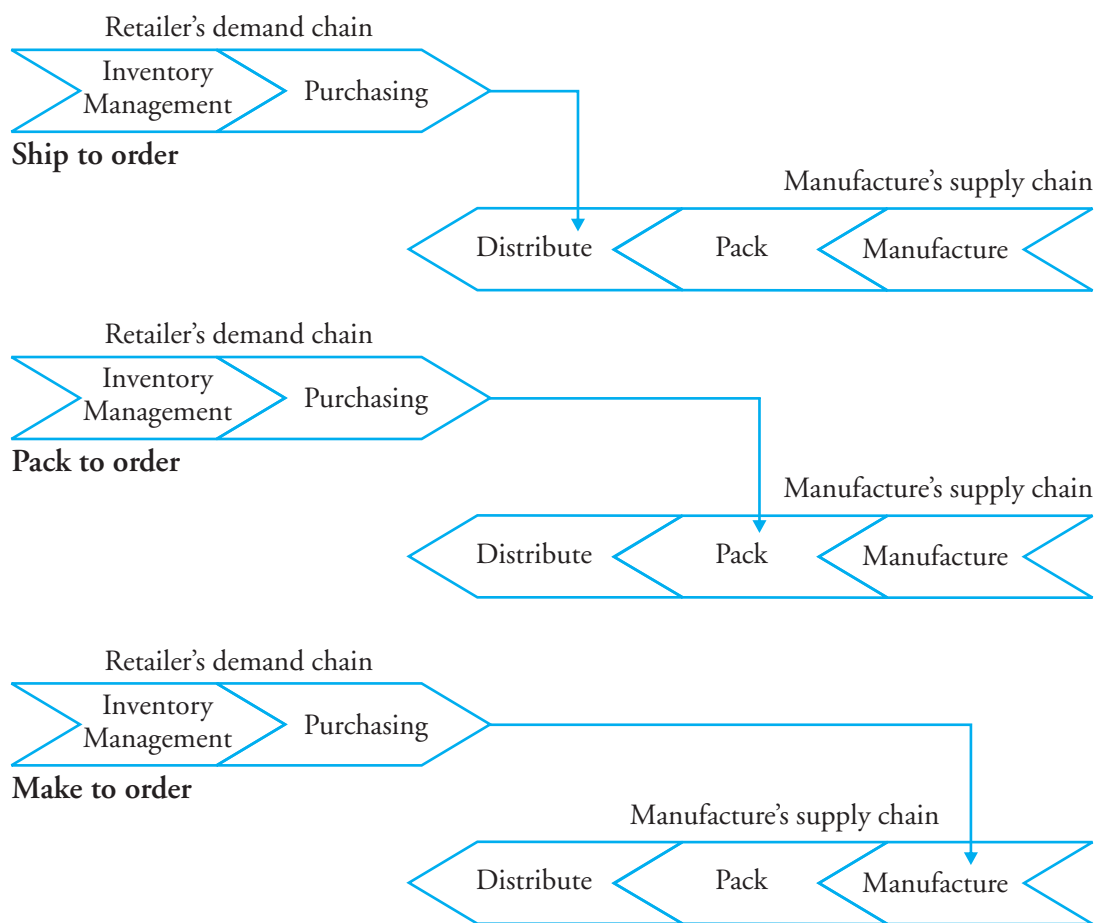 Retailer’s demand chain
Inventory
Management
Purchasing
Ship to order
Manufacture’s supply chain
Distribute
Pack
Manufacture
Retailer’s demand chain
Inventory
Management
Purchasing
Pack to order
Manufacture’s supply chain
Distribute
Pack
Manufacture
Retailer’s demand chain
Inventory
Management
Purchasing
Make to order
Manufacture’s supply chain
Distribute
Pack
Manufacture